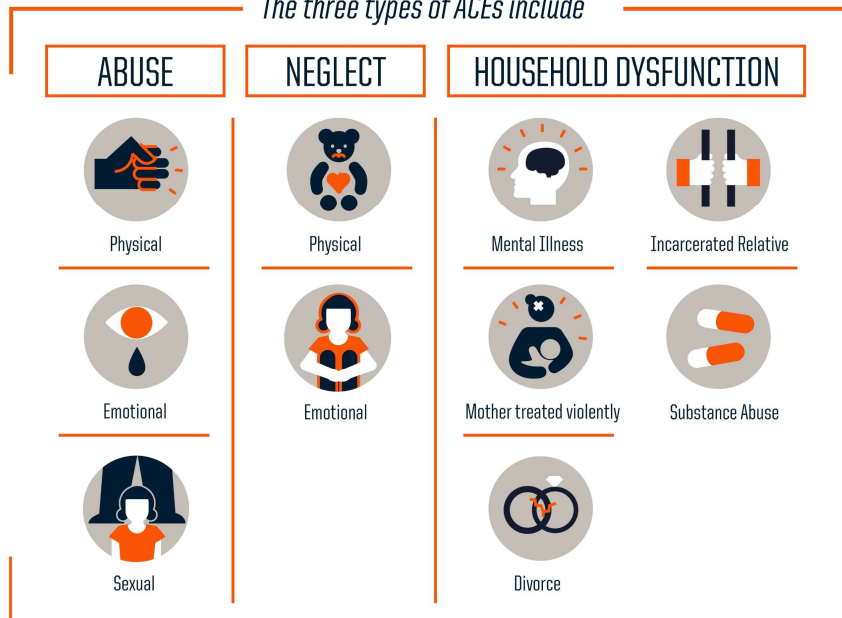 The three types of ACEs include
ABUSE
Physical
Emotional
Sexual
NEGLECT
Physical
Emotional
HOUSEHOLD DYSFUNCTION
Mental Illness
Incarcerated Relative
Mother treated violently
Substance Abuse
Divorce